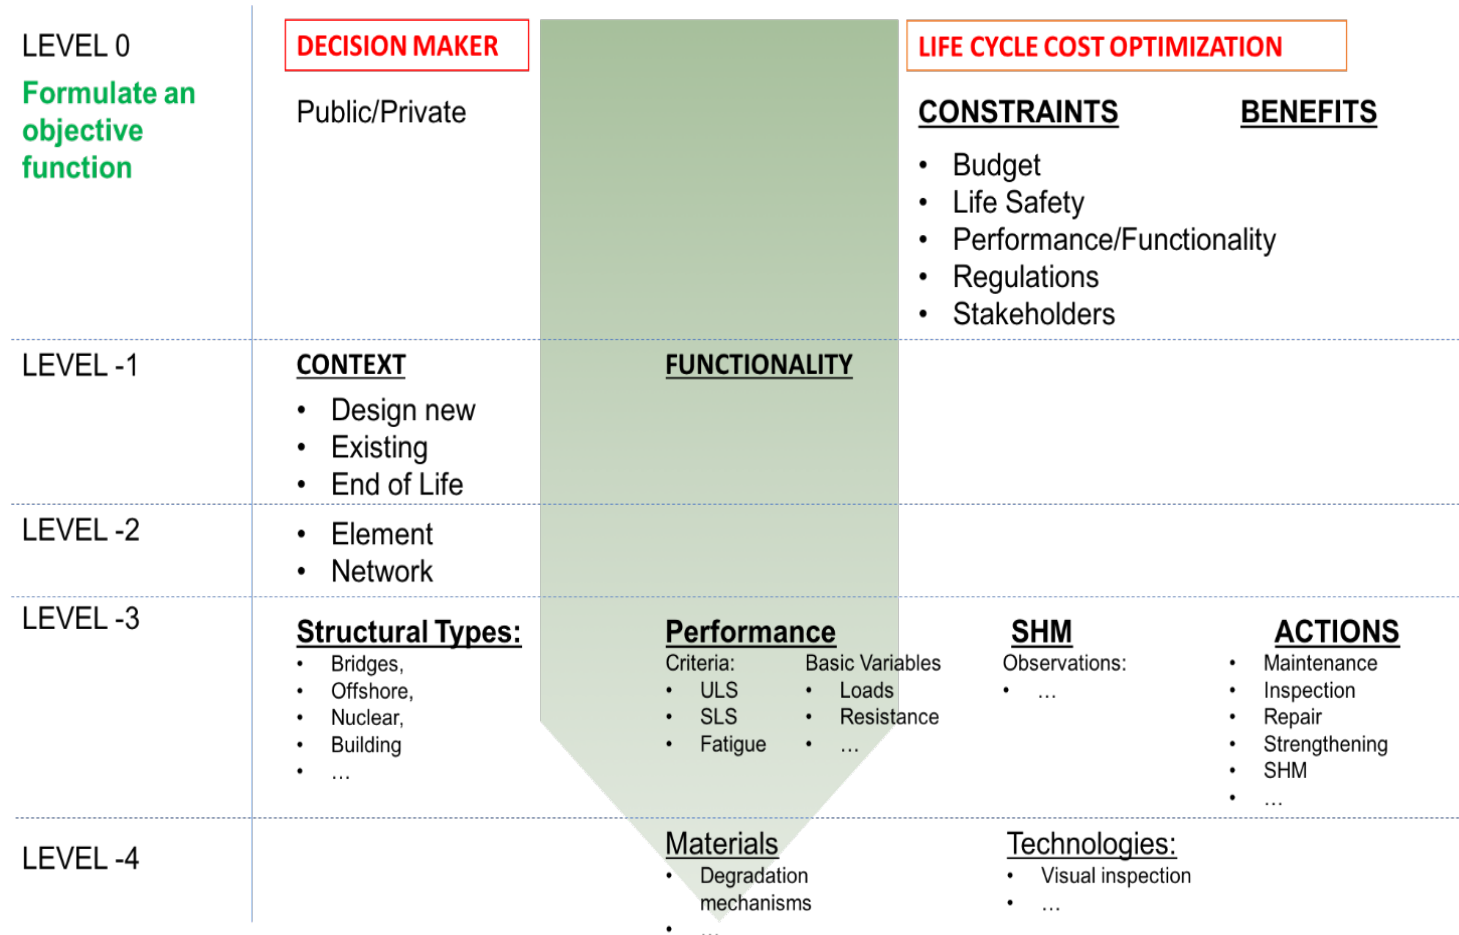 LEVEL 0
Formulate an
objective
function
DECISION MAKER
Public/Private
LIFE CYCLE COST OPTIMIZATION
CONSTRAINTS BENEFITS
• Budget
• Life Safety
• Performance/Functionality
• Regulations
• Stakeholders
LEVEL -1
CONTEXT
• Design new
• Existing
• End of Life
FUNCTIONALITY
LEVEL -2
• Element
• Network
LEVEL -3
Structural Types:
• Bridges,
• Offshore,
• Nuclear,
• Building
• ...
Performance
Criteria:
• ULS
• SLS
• Fatigue
Basic Variables
• Loads
• Resistance
• ...
SHM
Observations:
• ...
ACTIONS
• Maintenance
• Inspection
• Repair
• Strengthening
• SHM
• ...
LEVEL -4
Materials
• Degradation
mechanisms
• ...
Technologies:
• Visual inspection
• ...